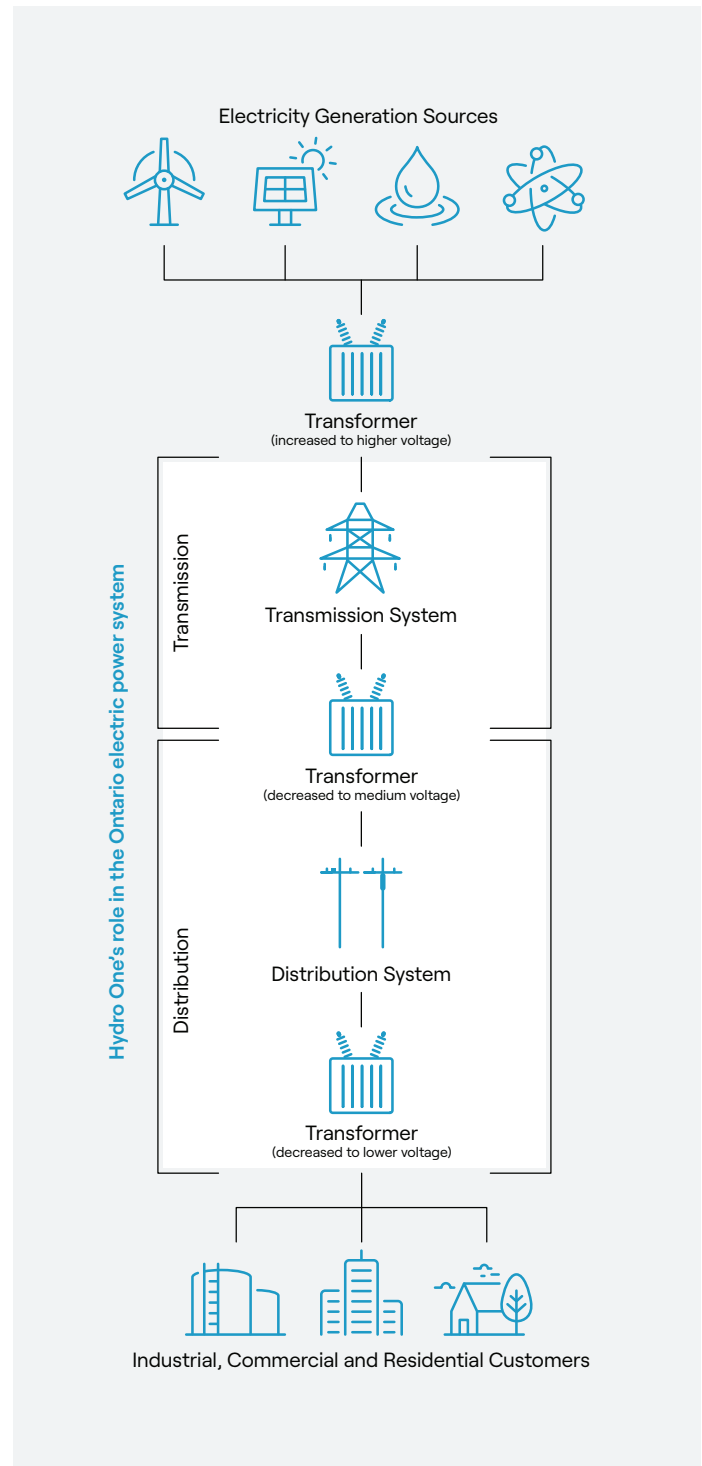 Electricity Generation Sources
Transformer
(increased to higher voltage)
Hydro One's role in the Ontario electric power system
Transmission
Transmission System
Transformer
(decreased to medium voltage)
Distribution
Distribution System
Transformer
(decreased to lower voltage)
Industrial, Commercial and Residential Customers